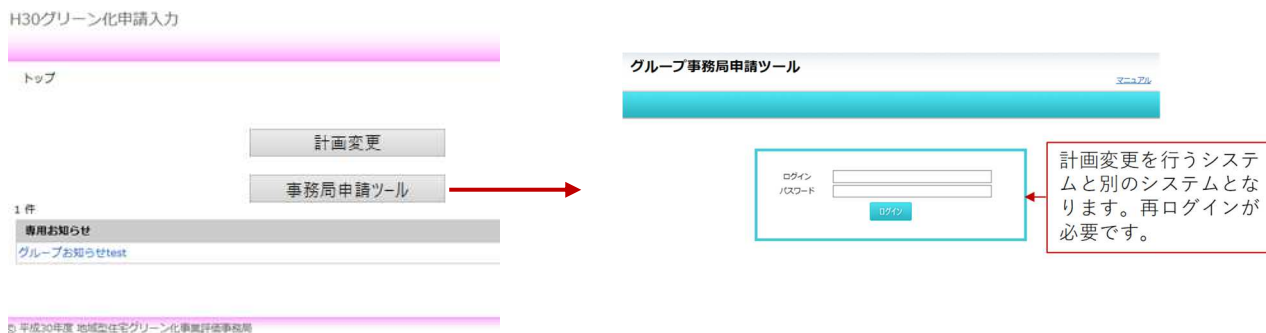 H30グリーン化申請入力
トップ
計画変更
事務局申請ツール
1 件
専用お知らせ
グループお知らせtest
© 平成30年度 地域型住宅グリーン化事業評価事務局
グループ事務局申請ツール
マニュアル
ログイン
パスワード
ログイン
計画変更を行うシステ
ムと別のシステムとな
ります。再ログインが
必要です。